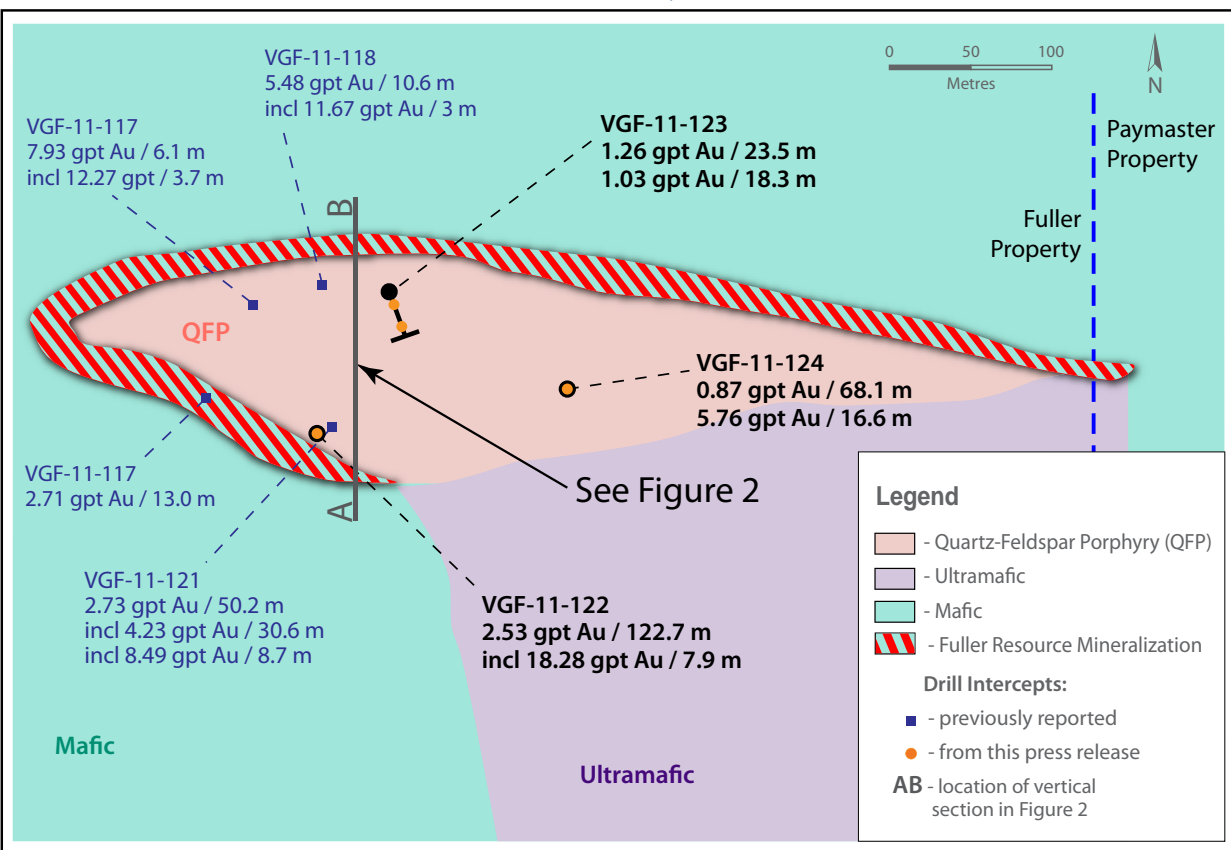 VGF-11-118
5.48 gpt Au / 10.6 m
incl 11.67 gpt Au / 3 m
0 50 100
Metres
N
VGF-11-117
7.93 gpt Au / 6.1 m
incl 12.27 gpt / 3.7 m
VGF-11-123
1.26 gpt Au / 23.5 m
1.03 gpt Au / 18.3 m
Paymaster
Property
Fuller
Property
B
QFP
VGF-11-124
0.87 gpt Au / 68.1 m
5.76 gpt Au / 16.6 m
VGF-11-117
2.71 gpt Au / 13.0 m
A
See Figure 2
VGF-11-121
2.73 gpt Au / 50.2 m
incl 4.23 gpt Au / 30.6 m
incl 8.49 gpt Au / 8.7 m
VGF-11-122
2.53 gpt Au / 122.7 m
incl 18.28 gpt Au / 7.9 m
Mafic
Ultramafic
Legend
- Quartz-Feldspar Porphyry (QFP)
- Ultramafic
- Mafic
- Fuller Resource Mineralization
Drill Intercepts:
- previously reported
- from this press release
AB - location of vertical
section in Figure 2